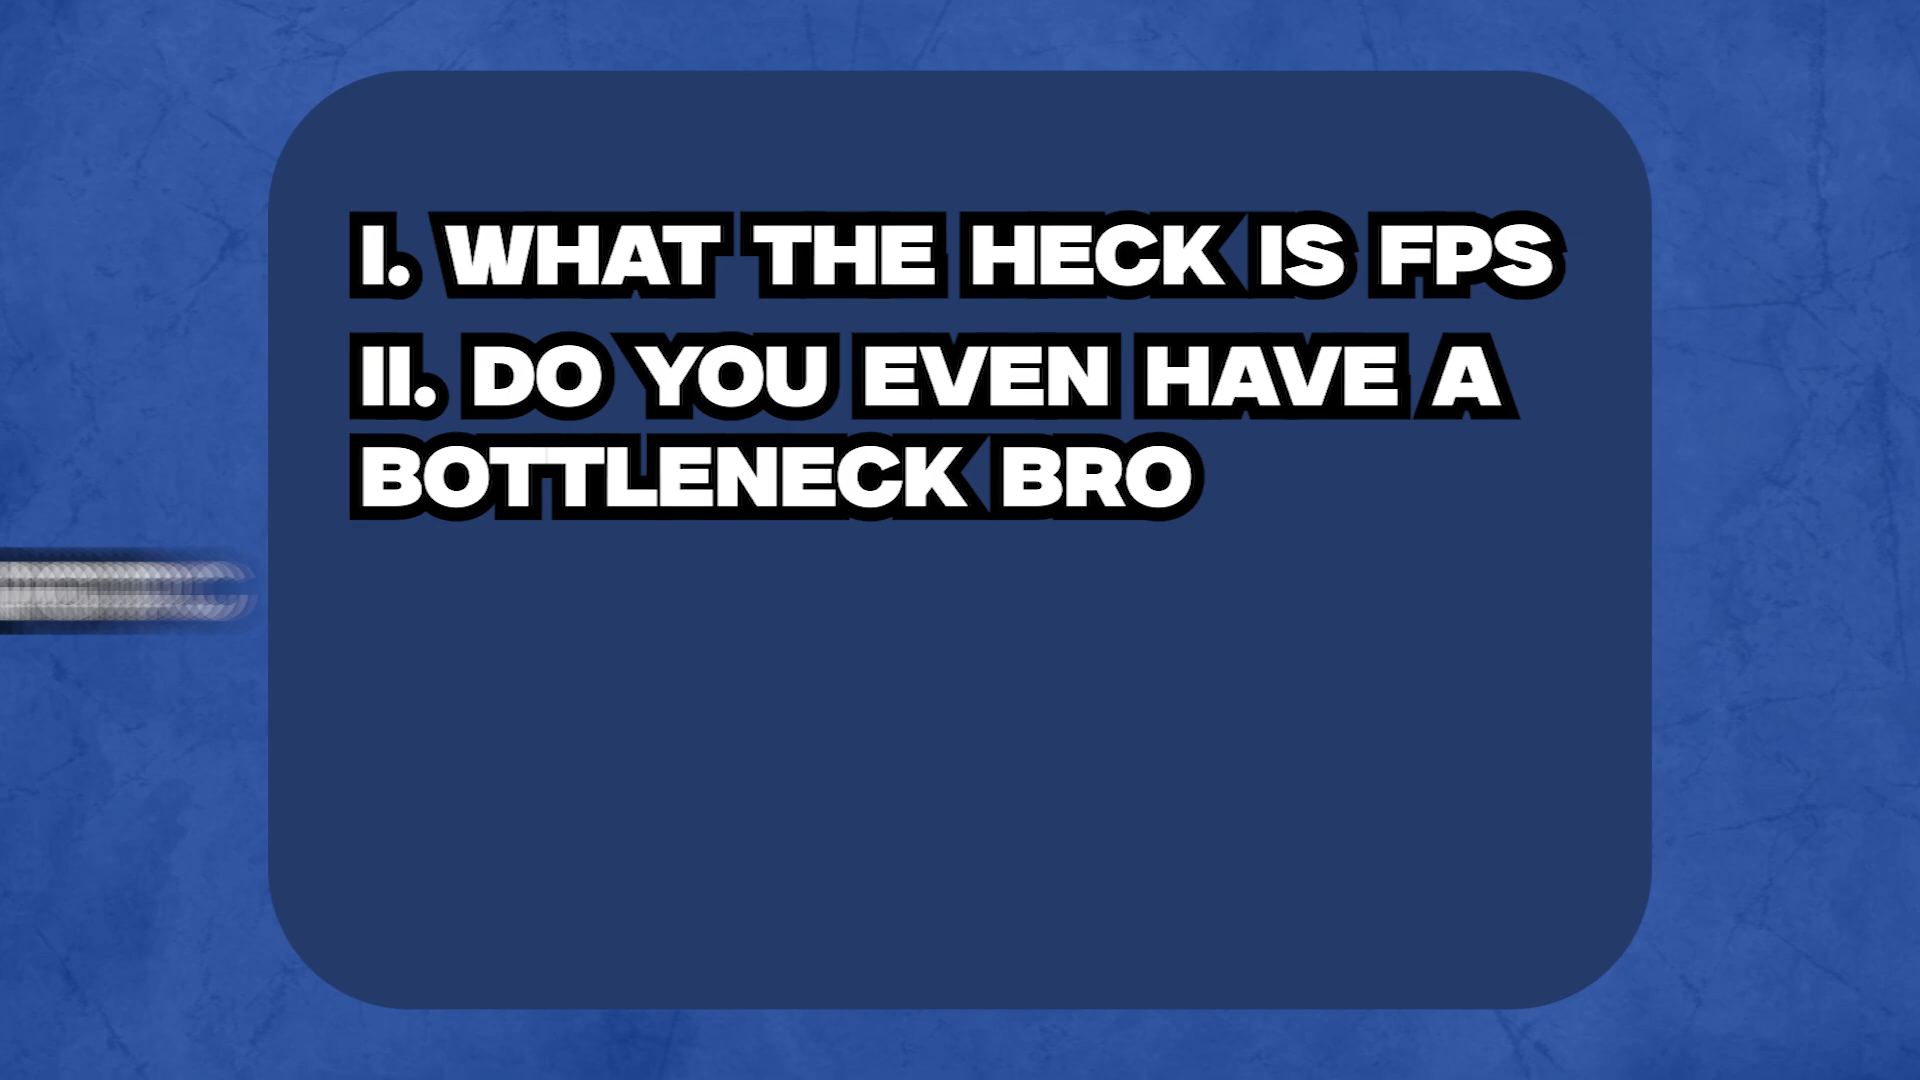 I. WHAT THE HECK IS FPS
II. DO YOU EVEN HAVE A
BOTTLENECK BRO